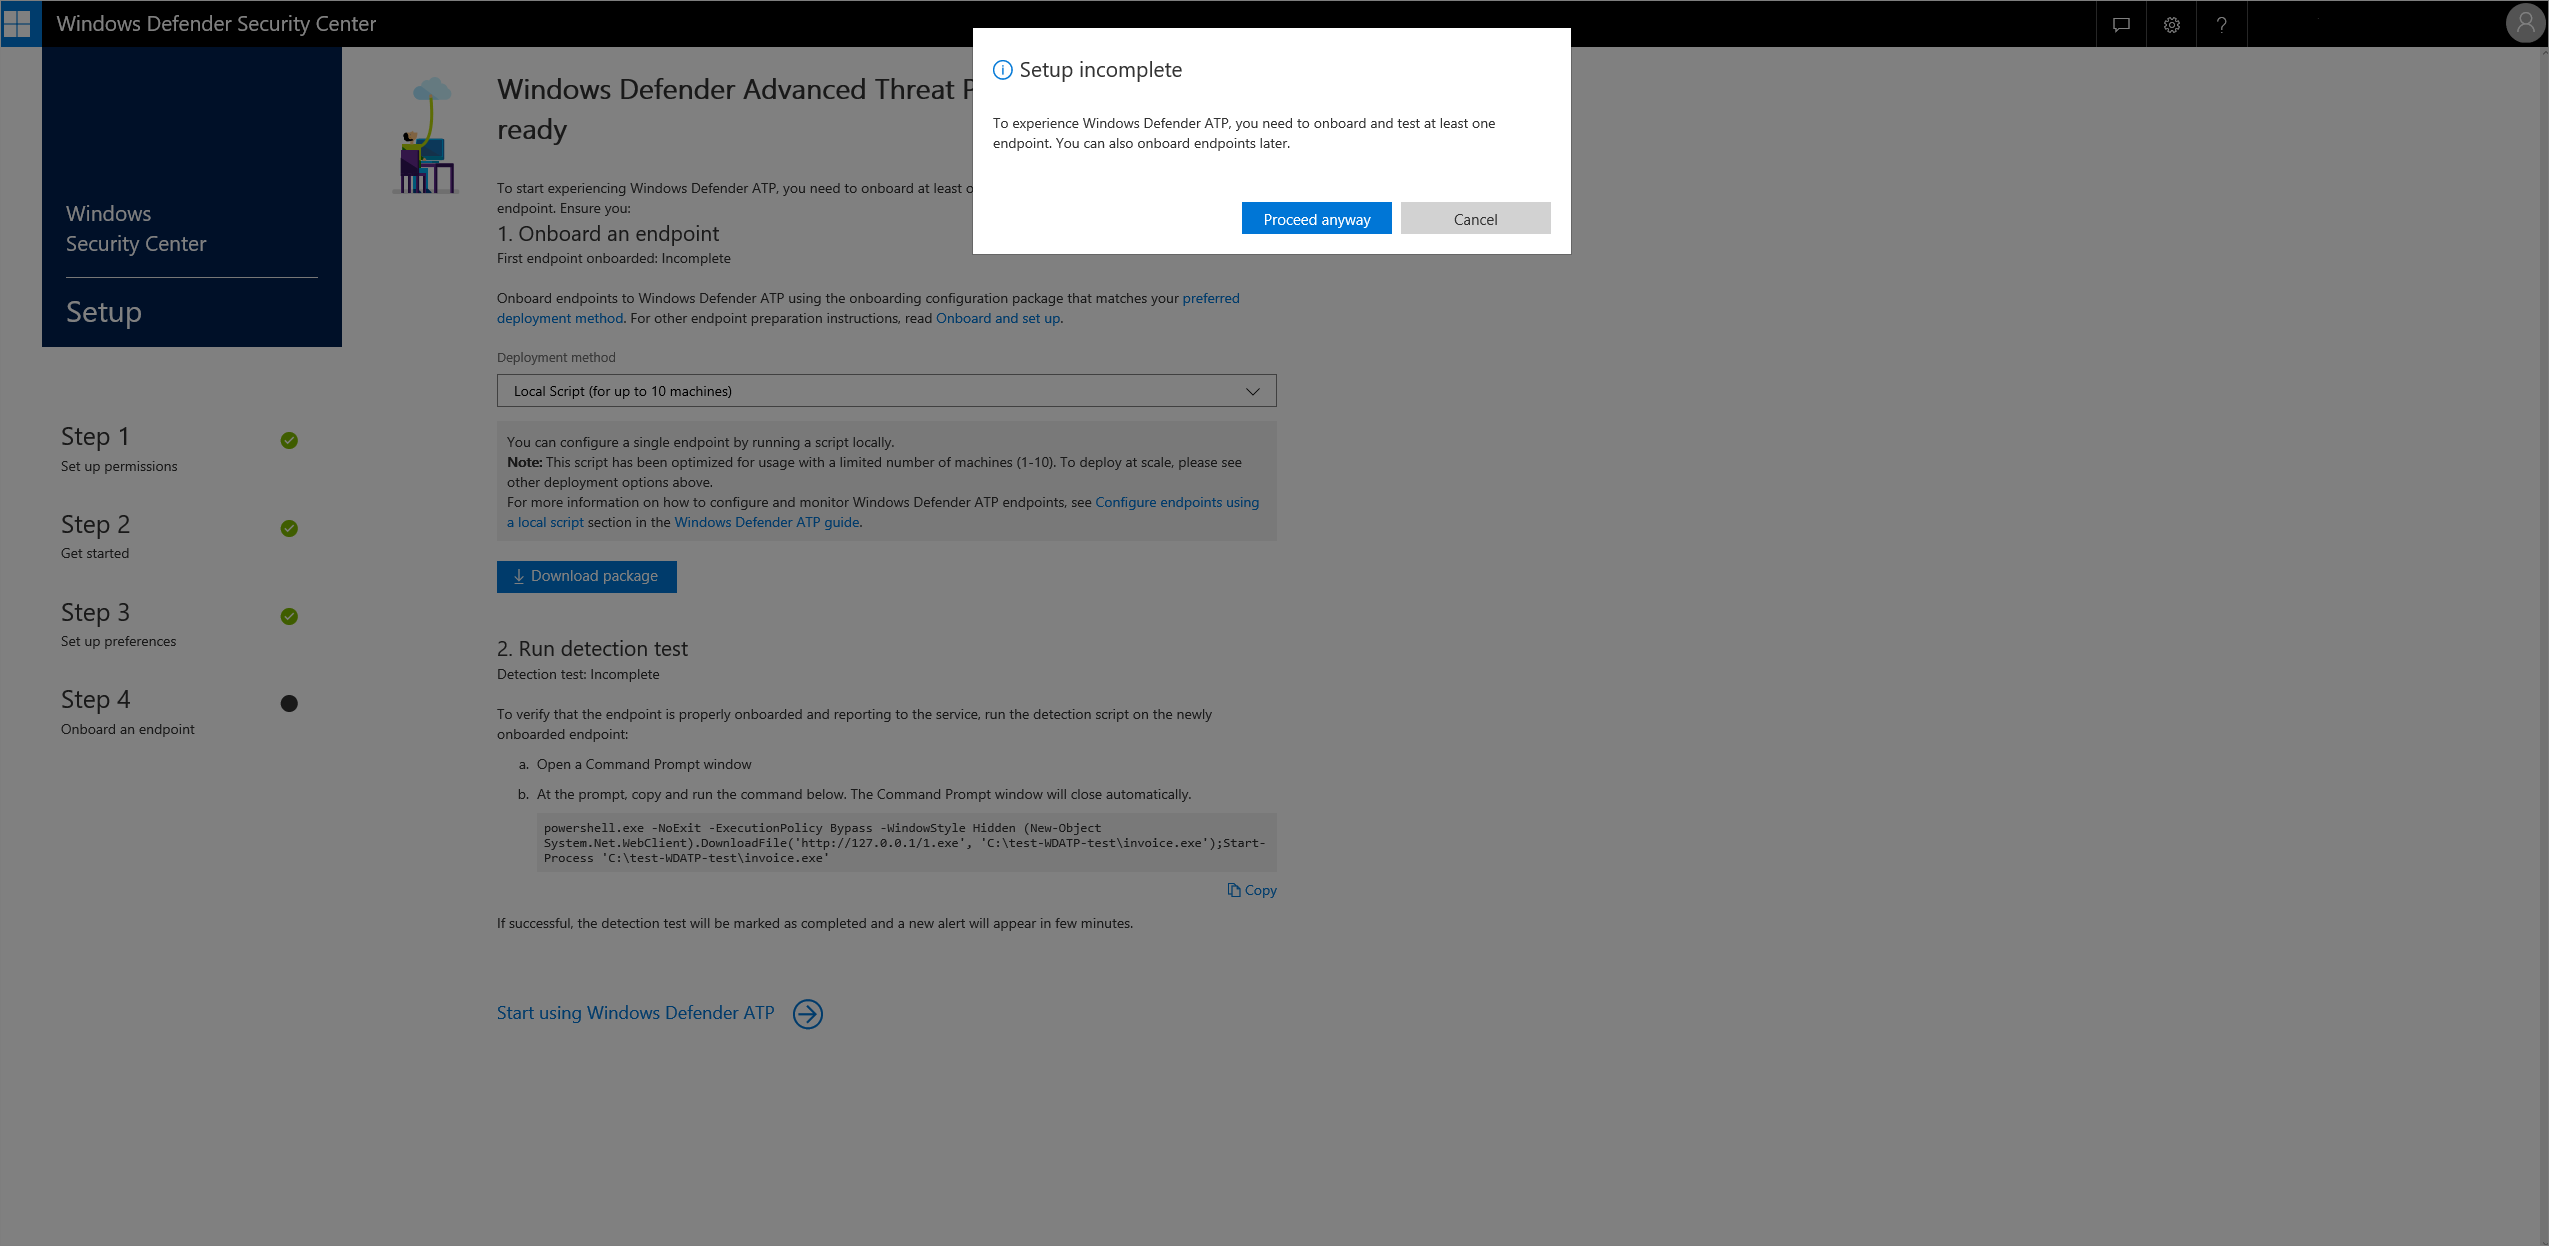 Windows Defender Security Center
?
Setup incomplete
To experience Windows Defender ATP, you need to onboard and test at least one
endpoint. You can also onboard endpoints later.
Proceed anyway
Cancel
Windows
Security Center
Setup
Step 1
Set up permissions
Step 2
Get started
Step 3
Set up preferences
Step 4
Onboard an endpoint
Windows Defender Advanced Threat
ready
To start experiencing Windows Defender ATP, you need to onboard at least
endpoint. Ensure you:
1. Onboard an endpoint
First endpoint onboarded: Incomplete
Onboard endpoints to Windows Defender ATP using the onboarding configuration package that matches your preferred
deployment method. For other endpoint preparation instructions, read Onboard and set up.
Deployment method
Local Script (for up to 10 machines)
You can configure a single endpoint by running a script locally.
Note: This script has been optimized for usage with a limited number of machines (1-10). To deploy at scale, please see
other deployment options above.
For more information on how to configure and monitor Windows Defender ATP endpoints, see Configure endpoints using
a local script section in the Windows Defender ATP guide.
Download package
2. Run detection test
Detection test: Incomplete
To verify that the endpoint is properly onboarded and reporting to the service, run the detection script on the newly
onboarded endpoint:
a. Open a Command Prompt window
b. At the prompt, copy and run the command below. The Command Prompt window will close automatically.
powershell.exe -NoExit -ExecutionPolicy Bypass -WindowStyle Hidden (New-Object
System.Net.WebClient).DownloadFile('http://127.0.0.1/1.exe', 'C:\test-WDATP-test\invoice.exe');Start-
Process 'C:\test-WDATP-test\invoice.exe'
Copy
If successful, the detection test will be marked as completed and a new alert will appear in few minutes.
Start using Windows Defender ATP